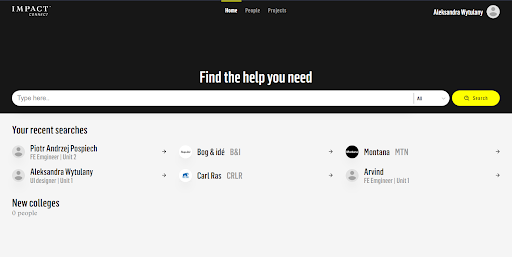 IMPACT
CONNECT
Home People Projects
Aleksandra Wytulany
Find the help you need
Type here..
All
Search
Your recent searches
Piotr Andrzej Pospiech
FE Engineer | Unit 2
Bog & idé B&I
Montana MTN
Aleksandra Wytulany
UI designer | Unit 1
Carl Ras CRLR
Arvind
FE Emgineer | Unit 1
New colleges
0 people